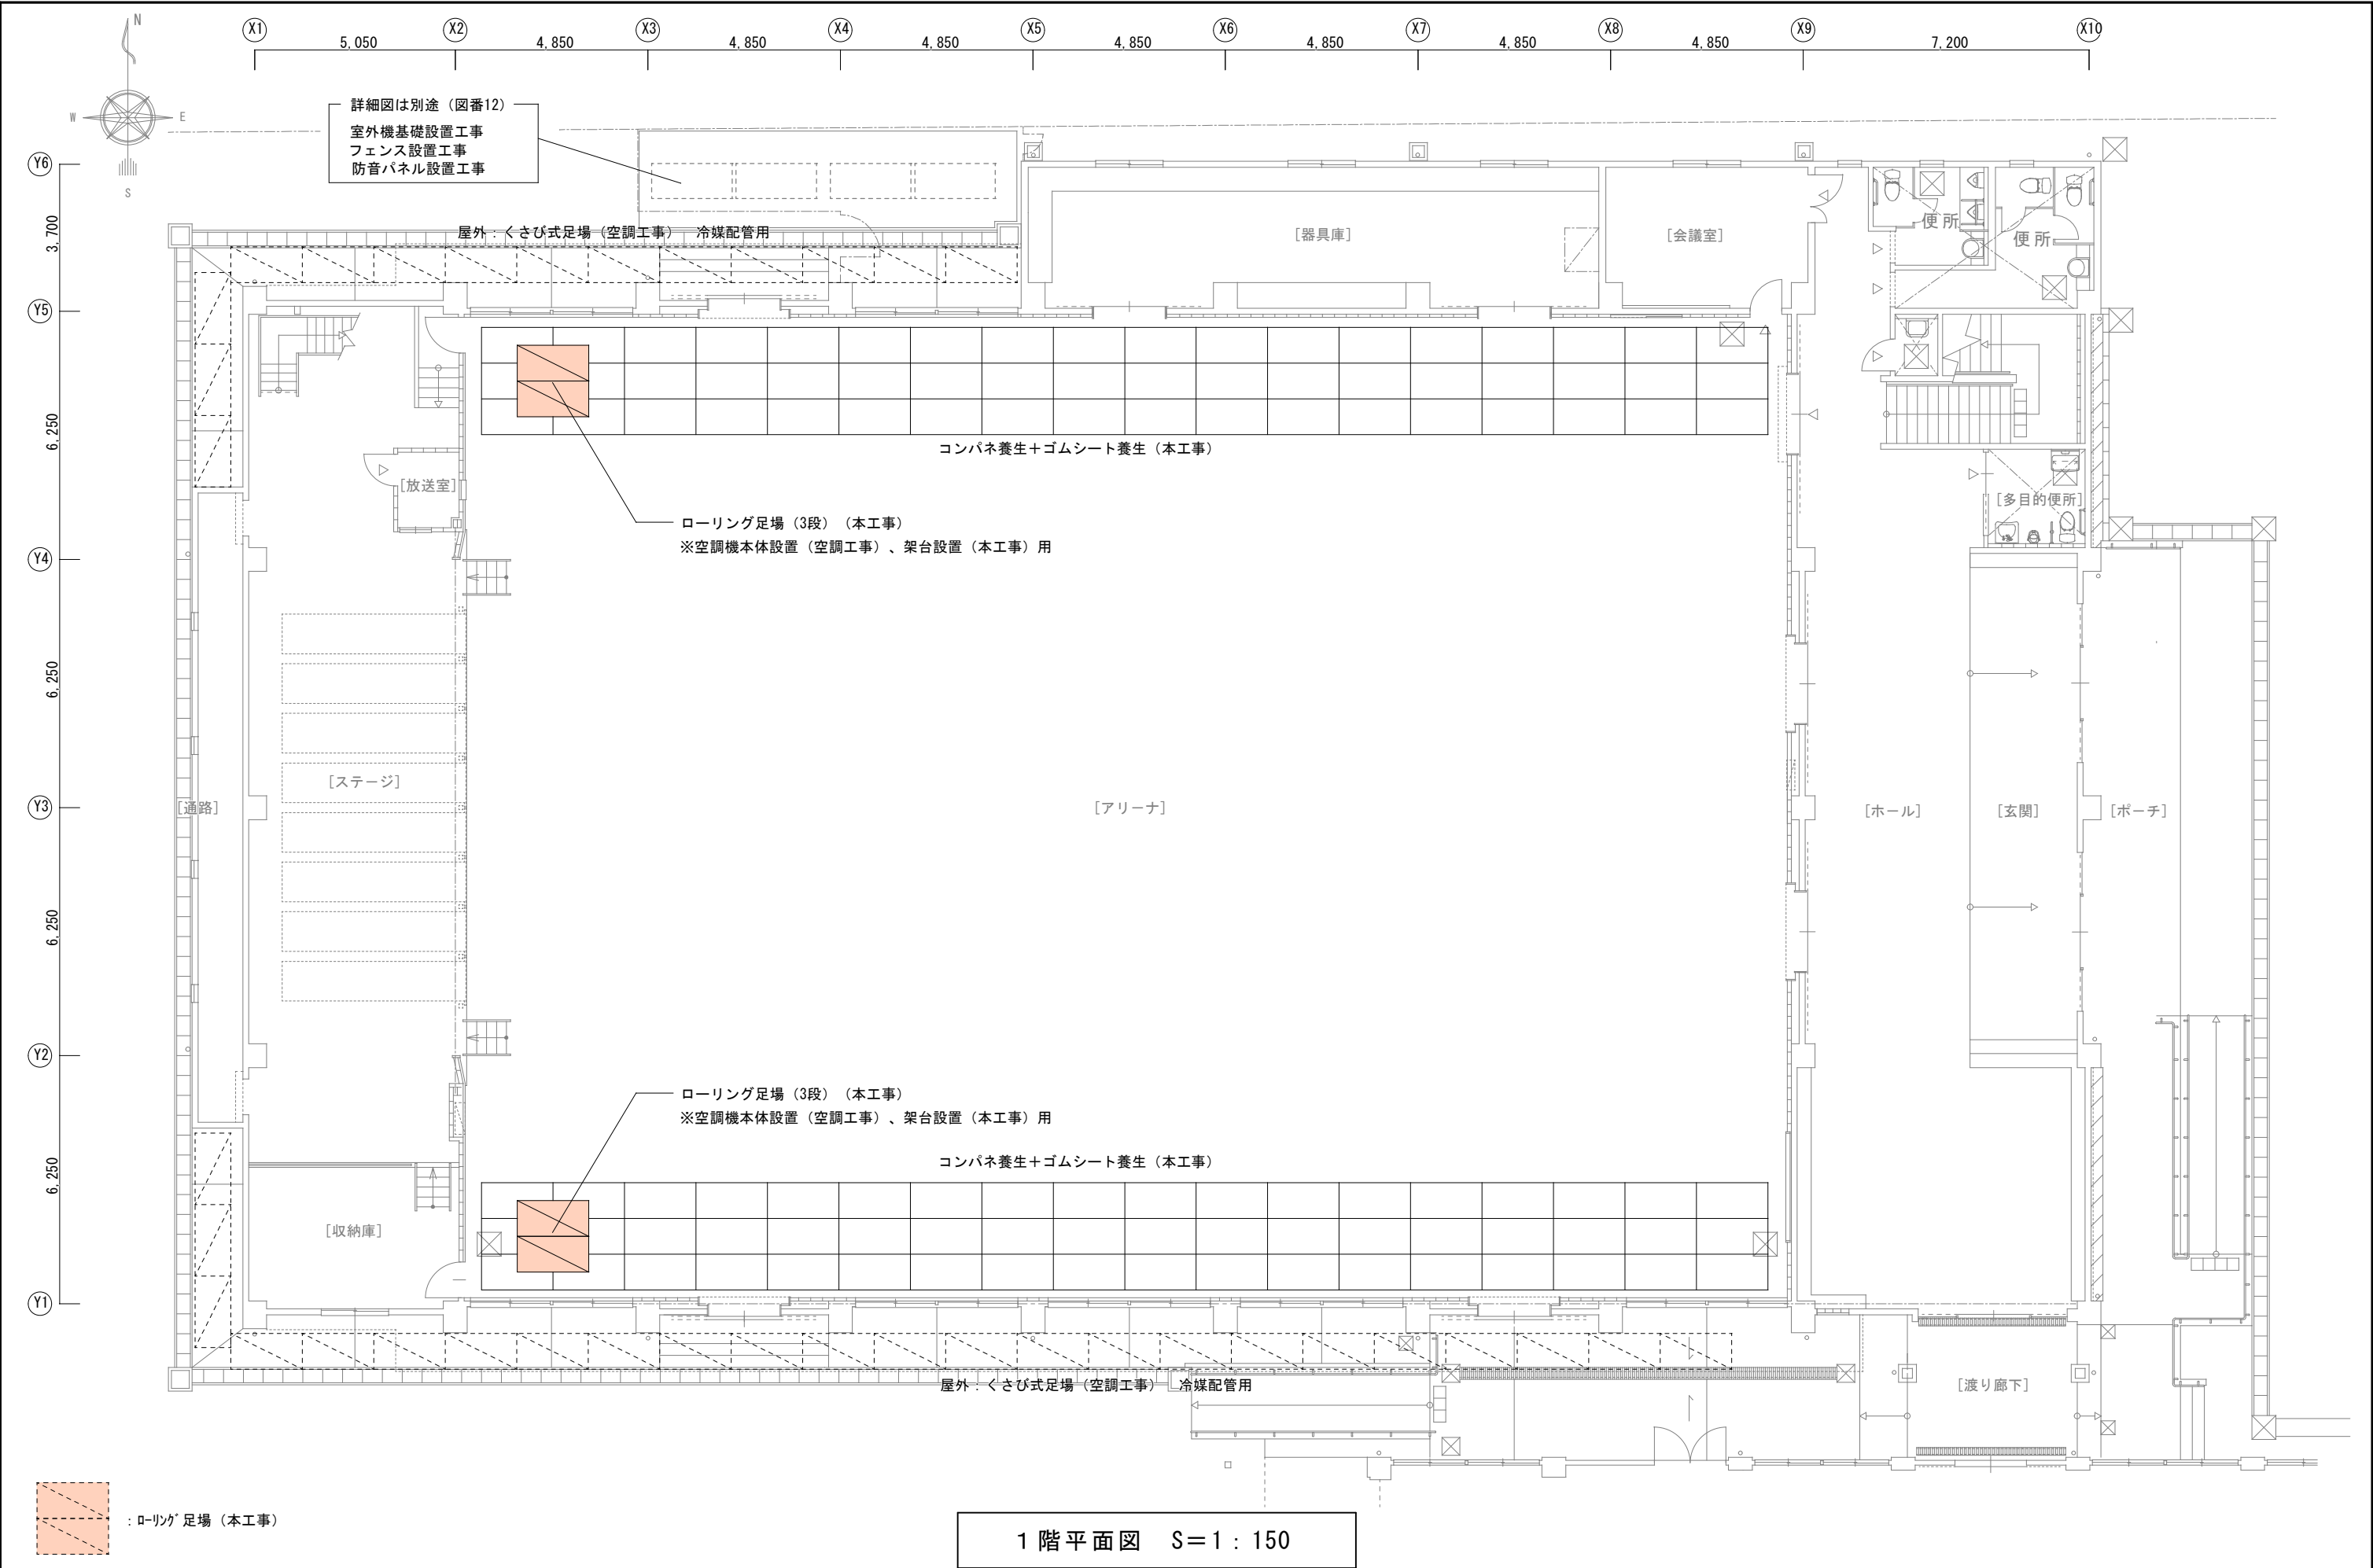 N
W
E
S
X1
X2
X3
X4
X5
X6
X7
X8
X9
X10
5,050
4,850
4,850
4,850
4,850
4,850
4,850
4,850
7,200
詳細図は別途（図番12）
室外機基礎設置工事
フェンス設置工事
防音パネル設置工事
Y6
3,700
Y5
6,250
Y4
6,250
Y3
6,250
Y2
6,250
Y1
屋外：くさび式足場（空調工事）　冷媒配管用
[器具庫]
[会議室]
便所
便所
コンパネ養生＋ゴムシート養生（本工事）
[放送室]
[多目的便所]
ローリング足場（3段）（本工事）
※空調機本体設置（空調工事）、架台設置（本工事）用
[ステージ]
[通路]
[アリーナ]
[ホール]
[玄関]
[ポーチ]
ローリング足場（3段）（本工事）
※空調機本体設置（空調工事）、架台設置（本工事）用
コンパネ養生＋ゴムシート養生（本工事）
[収納庫]
屋外：くさび式足場（空調工事）　冷媒配管用
[渡り廊下]
：ﾛｰﾘﾝｸﾞ足場（本工事）
１階平面図　S＝1：150